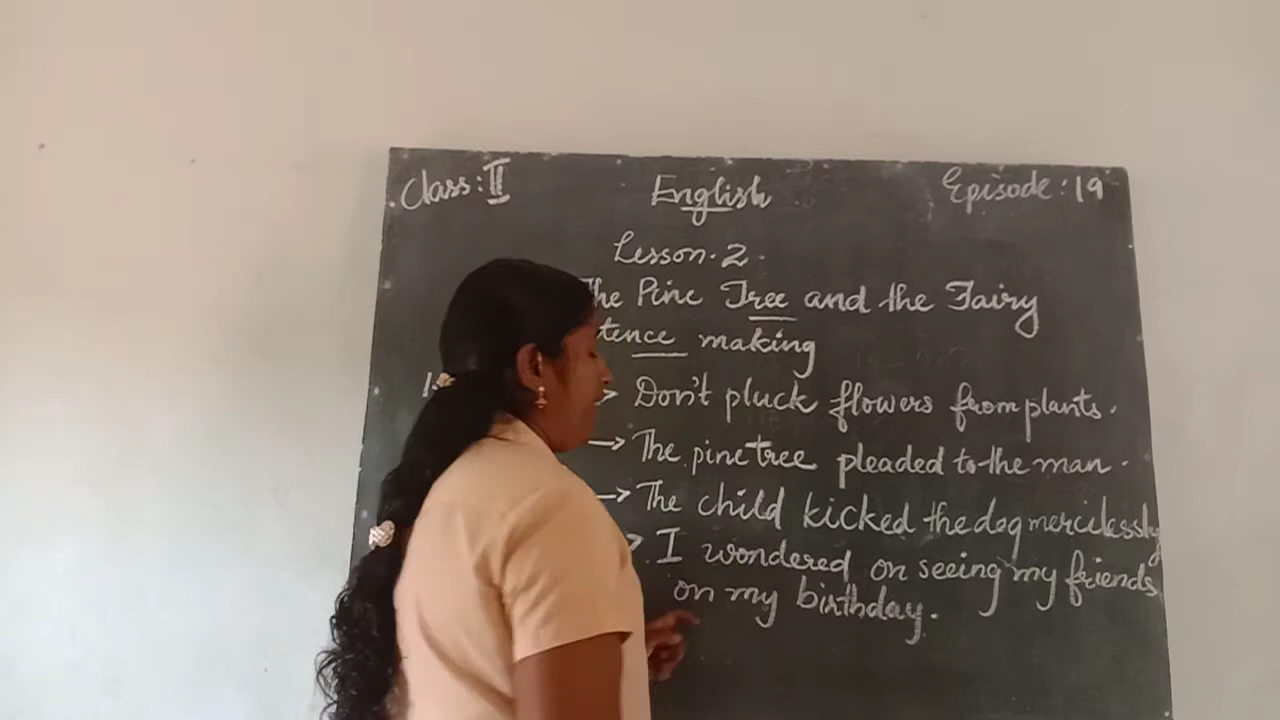 Class: II English Episode: 19
Lesson. 2.
The Pine Tree and the Fairy
tence making
1. → Don't pluck flowers from plants.
→ The pine tree pleaded to the man.
→ The child kicked the dog mercilessly
→ I wondered on seeing my friends
on my birthday.